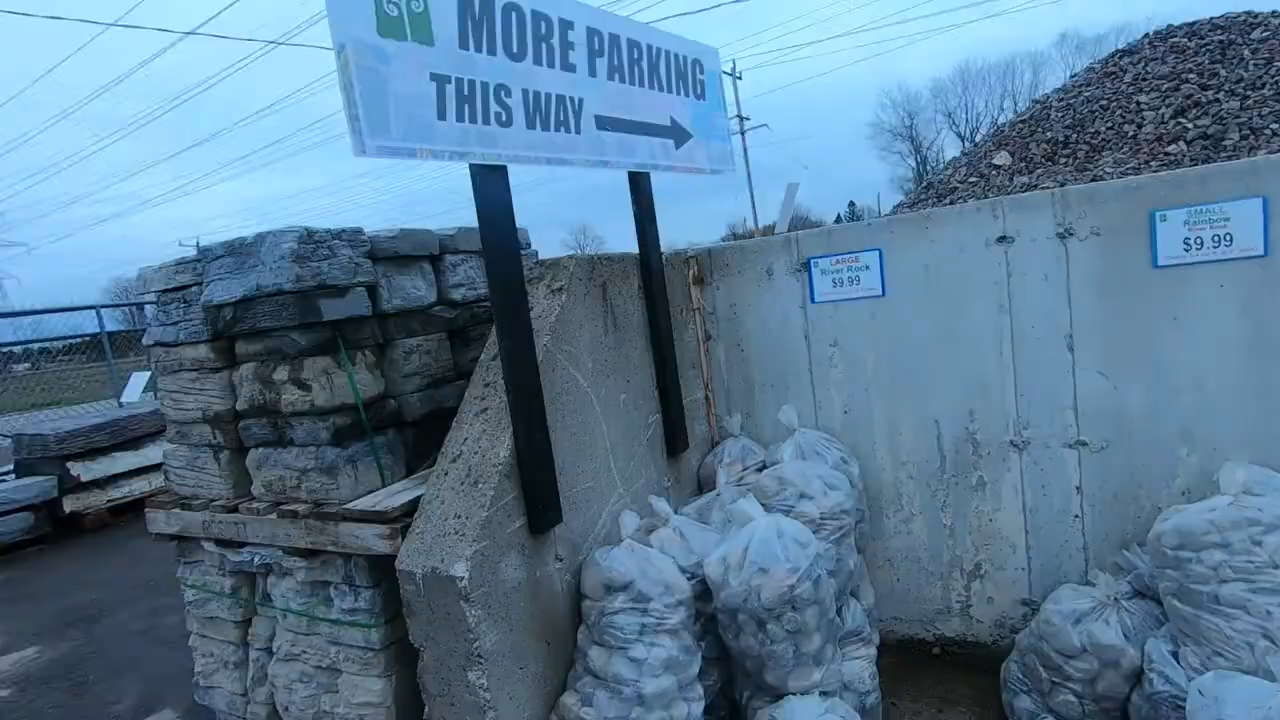 MORE PARKING
THIS WAY
LARGE
River Rock
$9.99
SMALL
Rainbow
River Rock
$9.99